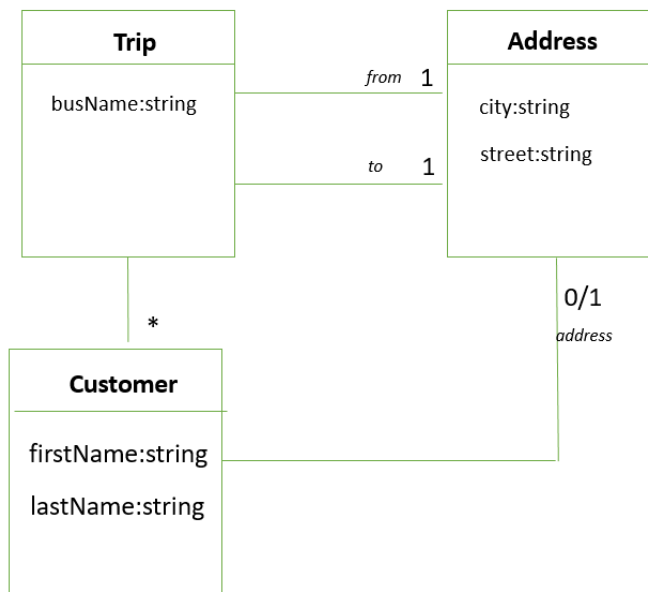 Trip
busName:string
from 1
to 1
Address
city:string
street:string
*
0/1
address
Customer
firstName:string
lastName:string